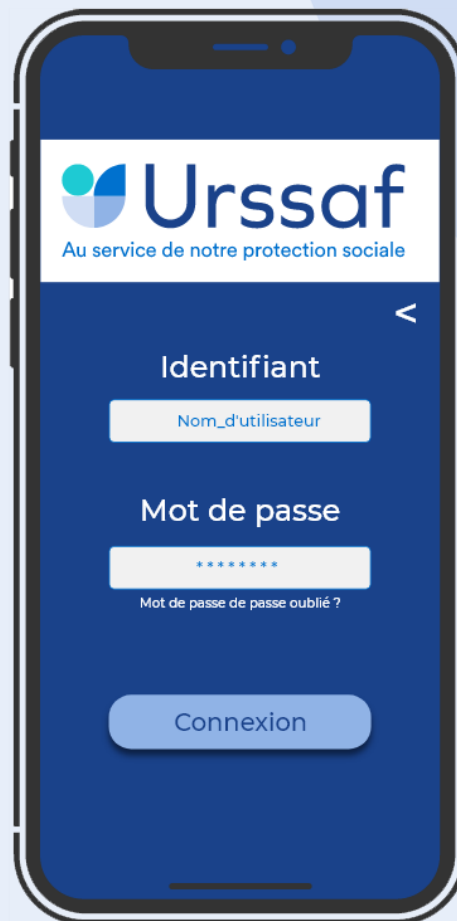 Urssaf
Au service de notre protection sociale
<
Identifiant
Nom_d'utilisateur
Mot de passe
********
Mot de passe de passe oublié ?
Connexion